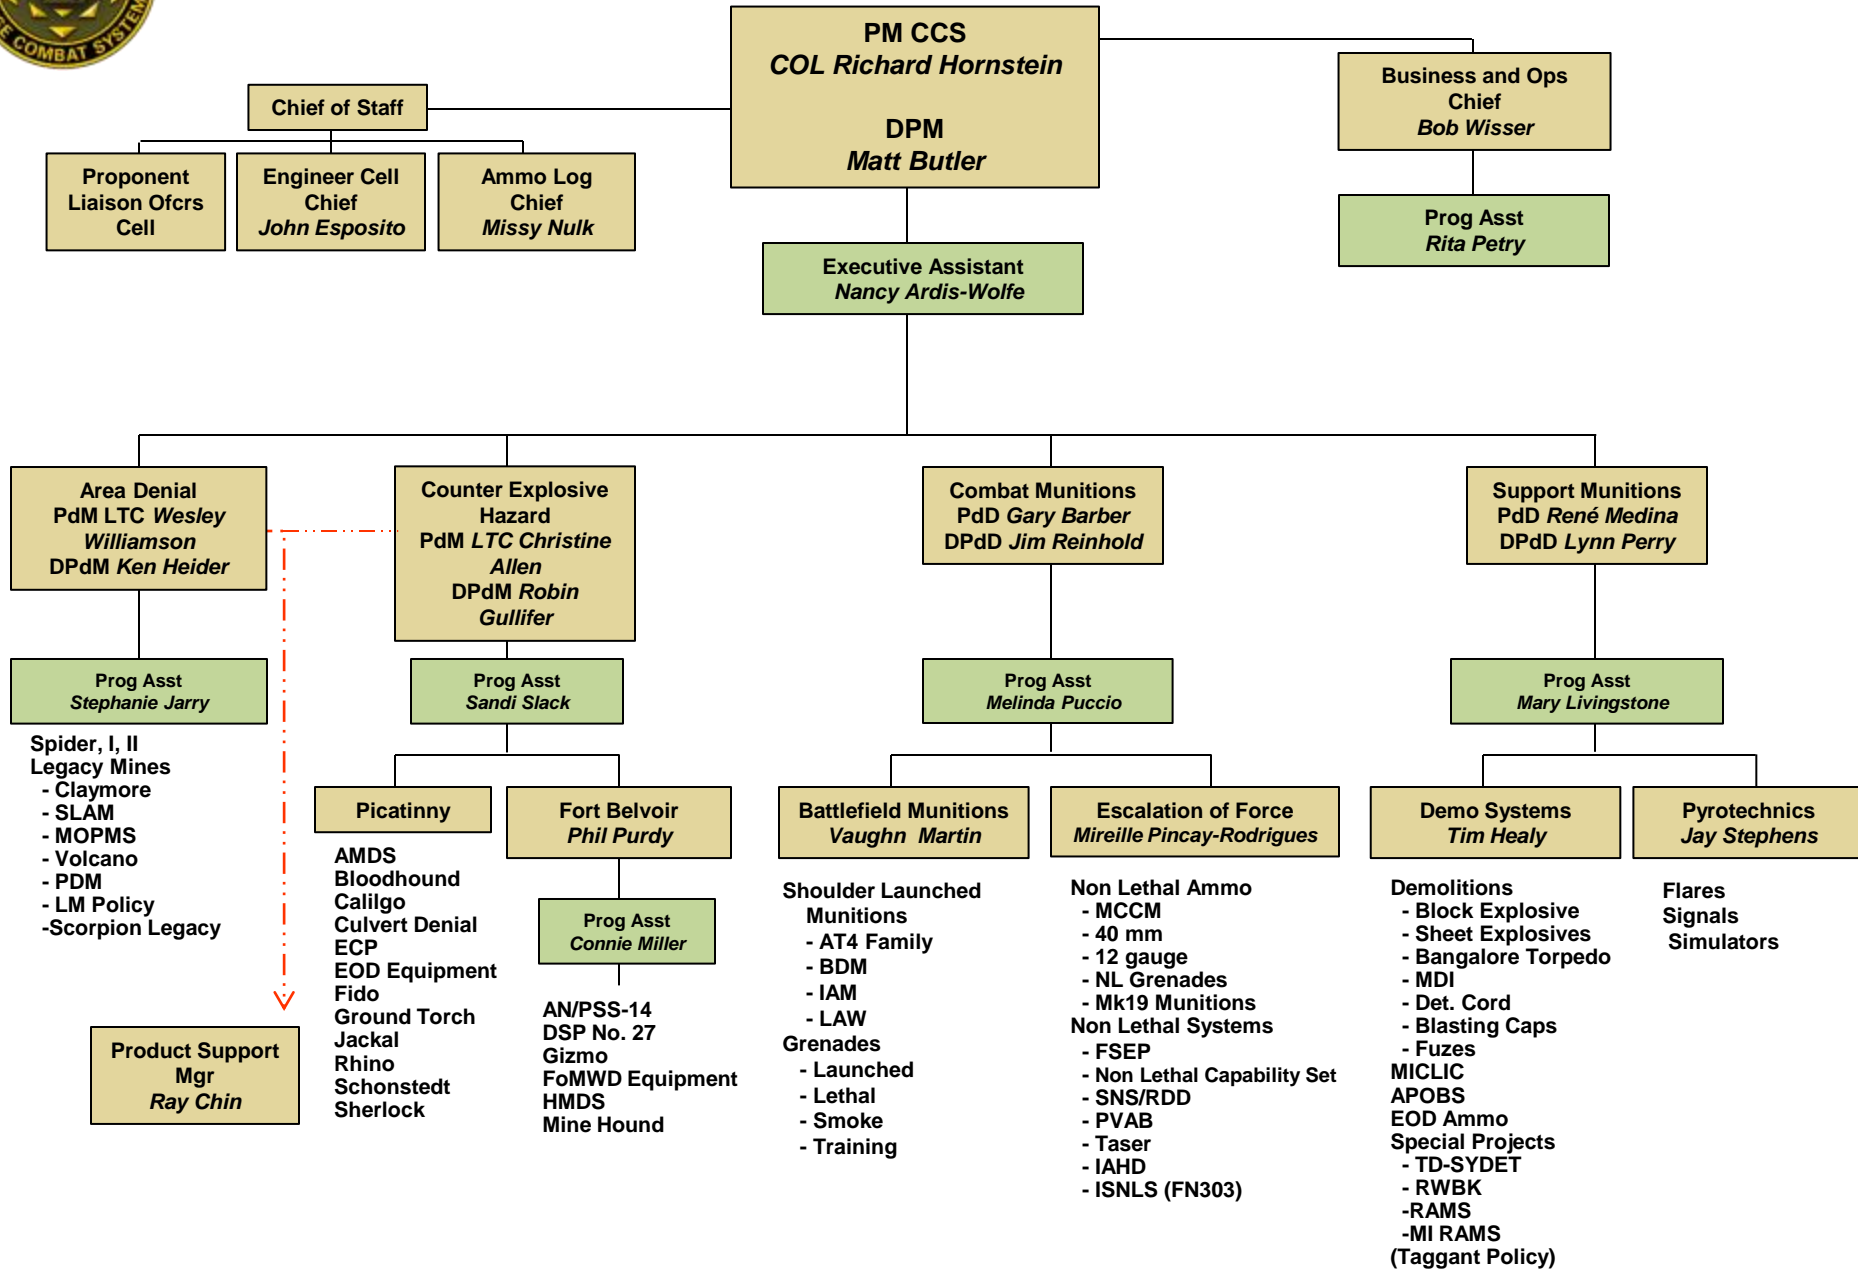 E COMBAT SYSTEM
PM CCS
COL Richard Hornstein
DPM
Matt Butler
Business and Ops
Chief
Bob Wisser
Chief of Staff
Proponent
Liaison Ofcrs
Cell
Engineer Cell
Chief
John Esposito
Ammo Log
Chief
Missy Nulk
Prog Asst
Rita Petry
Executive Assistant
Nancy Ardis-Wolfe
Area Denial
PdM LTC Wesley
Williamson
DPdM Ken Heider
Counter Explosive
Hazard
PdM LTC Christine
Allen
DPdM Robin
Gullifer
Combat Munitions
PdD Gary Barber
DPdD Jim Reinhold
Support Munitions
PdD René Medina
DPdD Lynn Perry
Prog Asst
Stephanie Jarry
Prog Asst
Sandi Slack
Prog Asst
Melinda Puccio
Prog Asst
Mary Livingstone
Spider, I, II
Legacy Mines
- Claymore
- SLAM
- MOPMS
- Volcano
- PDM
- LM Policy
-Scorpion Legacy
Product Support
Mgr
Ray Chin
Picatinny
AMDS
Bloodhound
Calilgo
Culvert Denial
ECP
EOD Equipment
Fido
Ground Torch
Jackal
Rhino
Schonstedt
Sherlock
Fort Belvoir
Phil Purdy
Prog Asst
Connie Miller
AN/PSS-14
DSP No. 27
Gizmo
FoMWD Equipment
HMDS
Mine Hound
Battlefield Munitions
Vaughn Martin
Shoulder Launched
Munitions
- AT4 Family
- BDM
- IAM
- LAW
Grenades
- Launched
- Lethal
- Smoke
- Training
Escalation of Force
Mireille Pincay-Rodrigues
Non Lethal Ammo
- MCCM
- 40 mm
- 12 gauge
- NL Grenades
- Mk19 Munitions
Non Lethal Systems
- FSEP
- Non Lethal Capability Set
- SNS/RDD
- PVAB
- Taser
- IAHD
- ISNLS (FN303)
Demo Systems
Tim Healy
Demolitions
- Block Explosive
- Sheet Explosives
- Bangalore Torpedo
- MDI
- Det. Cord
- Blasting Caps
- Fuzes
MICLIC
APOBS
EOD Ammo
Special Projects
- TD-SYDET
- RWBK
-RAMS
-MI RAMS
(Taggant Policy)
Pyrotechnics
Jay Stephens
Flares
Signals
Simulators